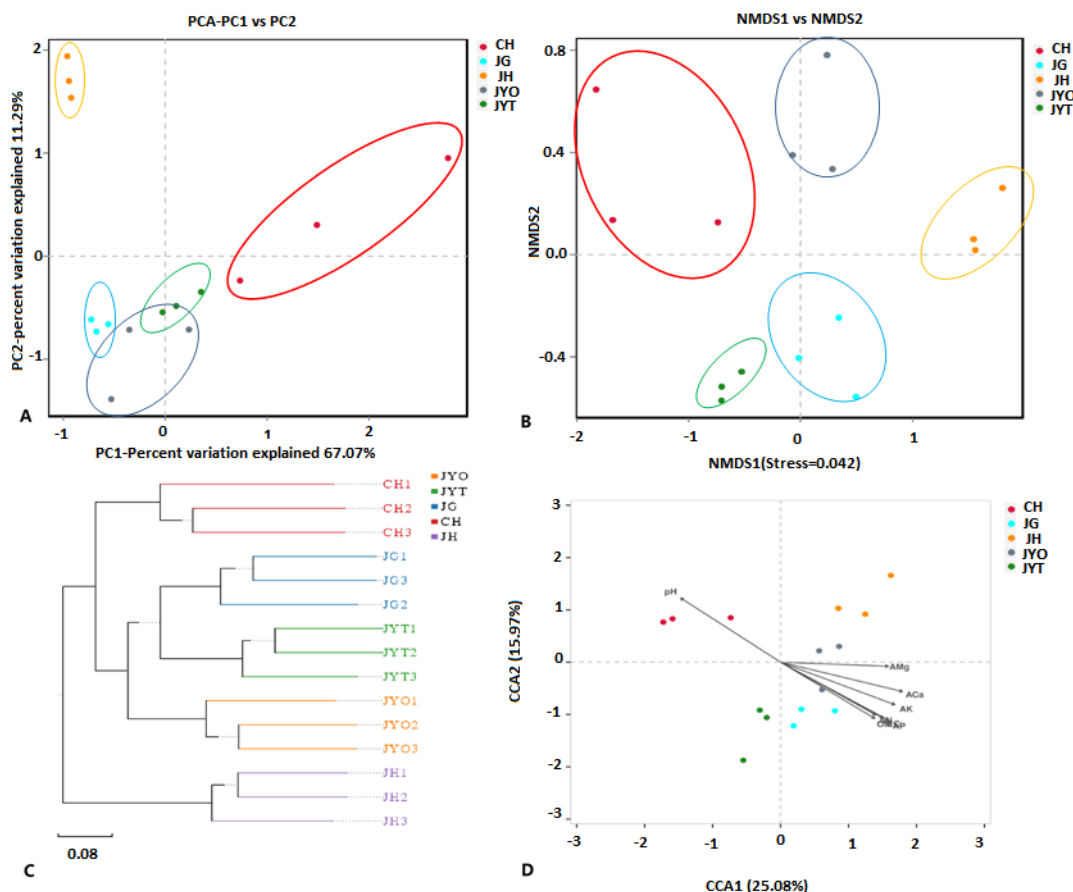 PCA-PC1 vs PC2
CH
JG
JH
JYO
JYT
PC2-percent variation explained 11.29%
2
1
0
-1
-1
0
1
2
A
PC1-Percent variation explained 67.07%
NMDS1 vs NMDS2
CH
JG
JH
JYO
JYT
NMDS2
0.8
0.4
0.0
-0.4
-2
-1
0
1
B
NMDS1(Stress=0.042)
CH1
CH2
CH3
JG1
JG3
JG2
JYT1
JYT2
JYT3
JYO1
JYO2
JYO3
JH1
JH2
JH3
JYO
JYT
JG
CH
JH
0.08
C
CH
JG
JH
JYO
JYT
CCA2 (15.97%)
3
2
1
0
-1
-2
-3
pH
AMg
ACa
AK
AP
-3
-2
-1
0
1
2
3
D
CCA1 (25.08%)